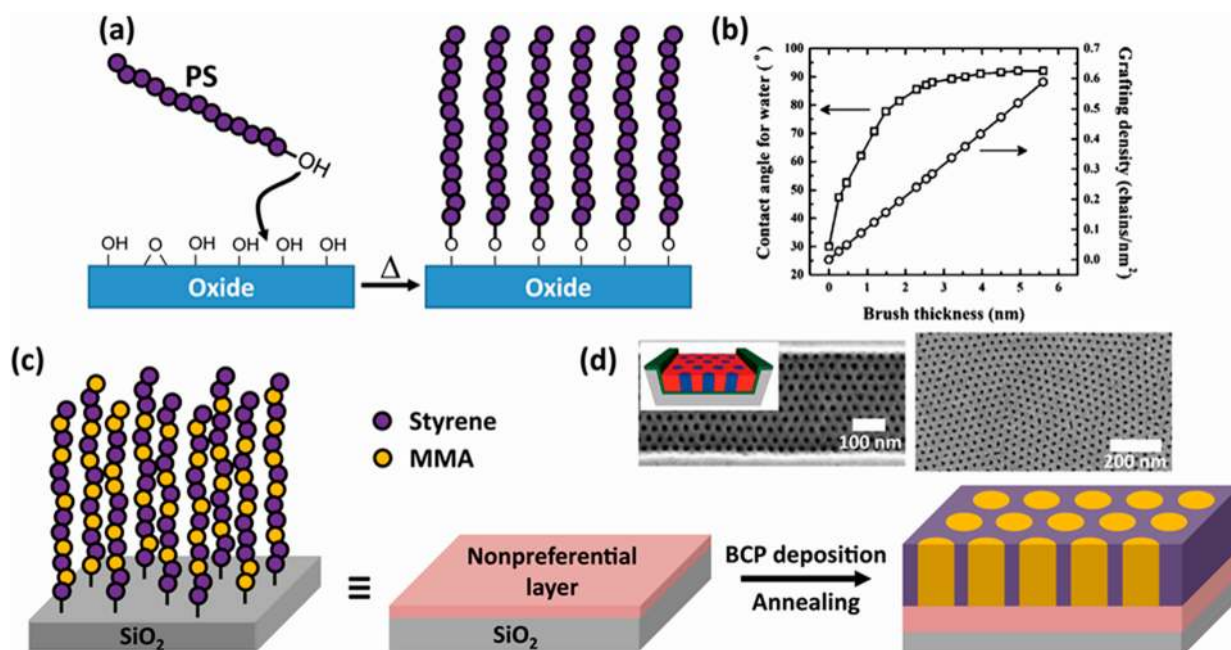 (a)
PS
OH
OH O OH OH OH OH
Oxide
Δ
O O O O O O
Oxide
(b)
Contact angle for water (°)
100
90
80
70
60
50
40
30
20
0 1 2 3 4 5 6
Brush thickness (nm)
0.7
0.6
0.5
0.4
0.3
0.2
0.1
0.0
Grafting density (chains/nm²)
(c)
Styrene
MMA
SiO₂
≡
Nonpreferential
layer
SiO₂
BCP deposition
Annealing
(d)
100 nm
200 nm